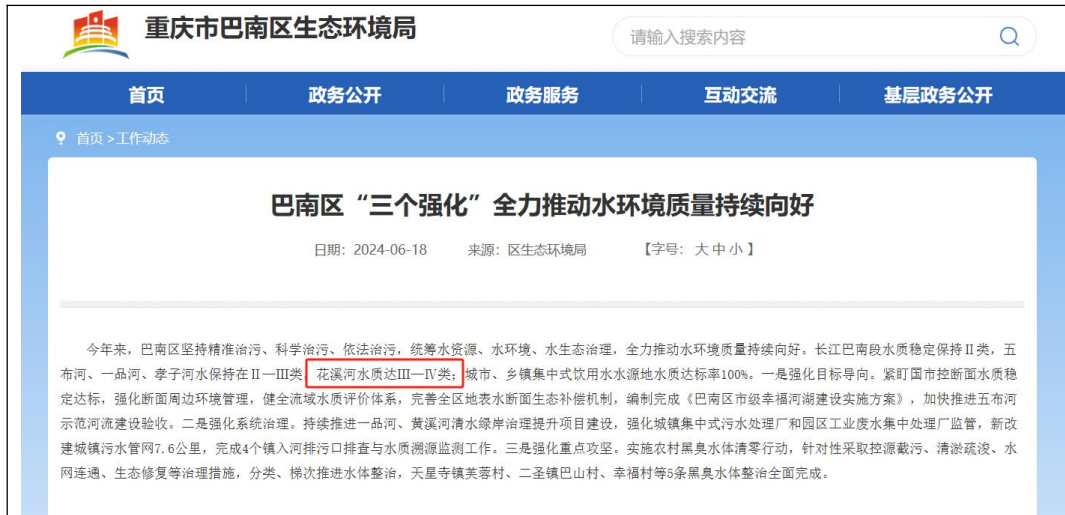 重庆市巴南区生态环境局
请输入搜索内容
首页 政务公开 政务服务 互动交流 基层政务公开
首页 >工作动态
巴南区“三个强化”全力推动水环境质量持续向好
日期: 2024-06-18 来源: 区生态环境局 【字号: 大 中 小 】
今年来，巴南区坚持精准治污、科学治污、依法治污，统筹水资源、水环境、水生态治理，全力推动水环境质量持续向好。长江巴南段水质稳定保持Ⅱ类，五
布河、一品河、孝子河水保持在Ⅱ—Ⅲ类，花溪河水质达Ⅲ—Ⅳ类；城市、乡镇集中式饮用水水源地水质达标率100%。一是强化目标导向。紧盯国市控断面水质稳
定达标，强化断面周边环境管理，健全流域水质评价体系，完善全区地表水断面生态补偿机制，编制完成《巴南区市级幸福河湖建设实施方案》，加快推进五布河
示范河流建设验收。二是强化系统治理。持续推进一品河、黄溪河清水绿岸治理提升项目建设，强化城镇集中式污水处理厂和园区工业废水集中处理厂监管，新改
建城镇污水管网7.6公里，完成4个镇入河排污口排查与水质溯源监测工作。三是强化重点攻坚。实施农村黑臭水体清零行动，针对性采取控源截污、清淤疏浚、水
网连通、生态修复等治理措施，分类、梯次推进水体整治，天星寺镇芙蓉村、二圣镇巴山村、幸福村等5条黑臭水体整治全面完成。